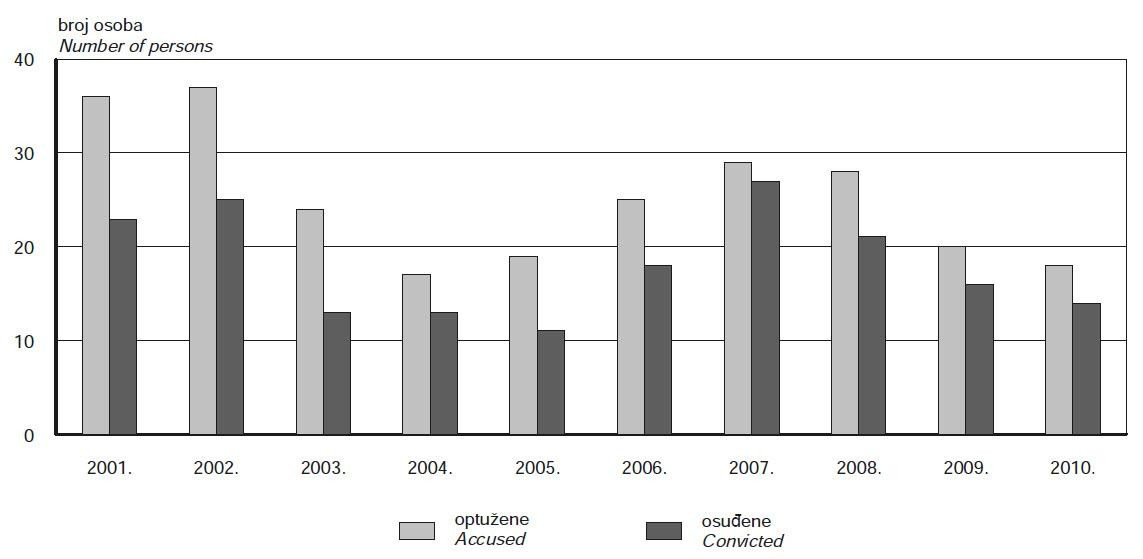 broj osoba
Number of persons
40
30
20
10
0
2001. 2002. 2003. 2004. 2005. 2006. 2007. 2008. 2009. 2010.
optužene osuđene
Accused Convicted